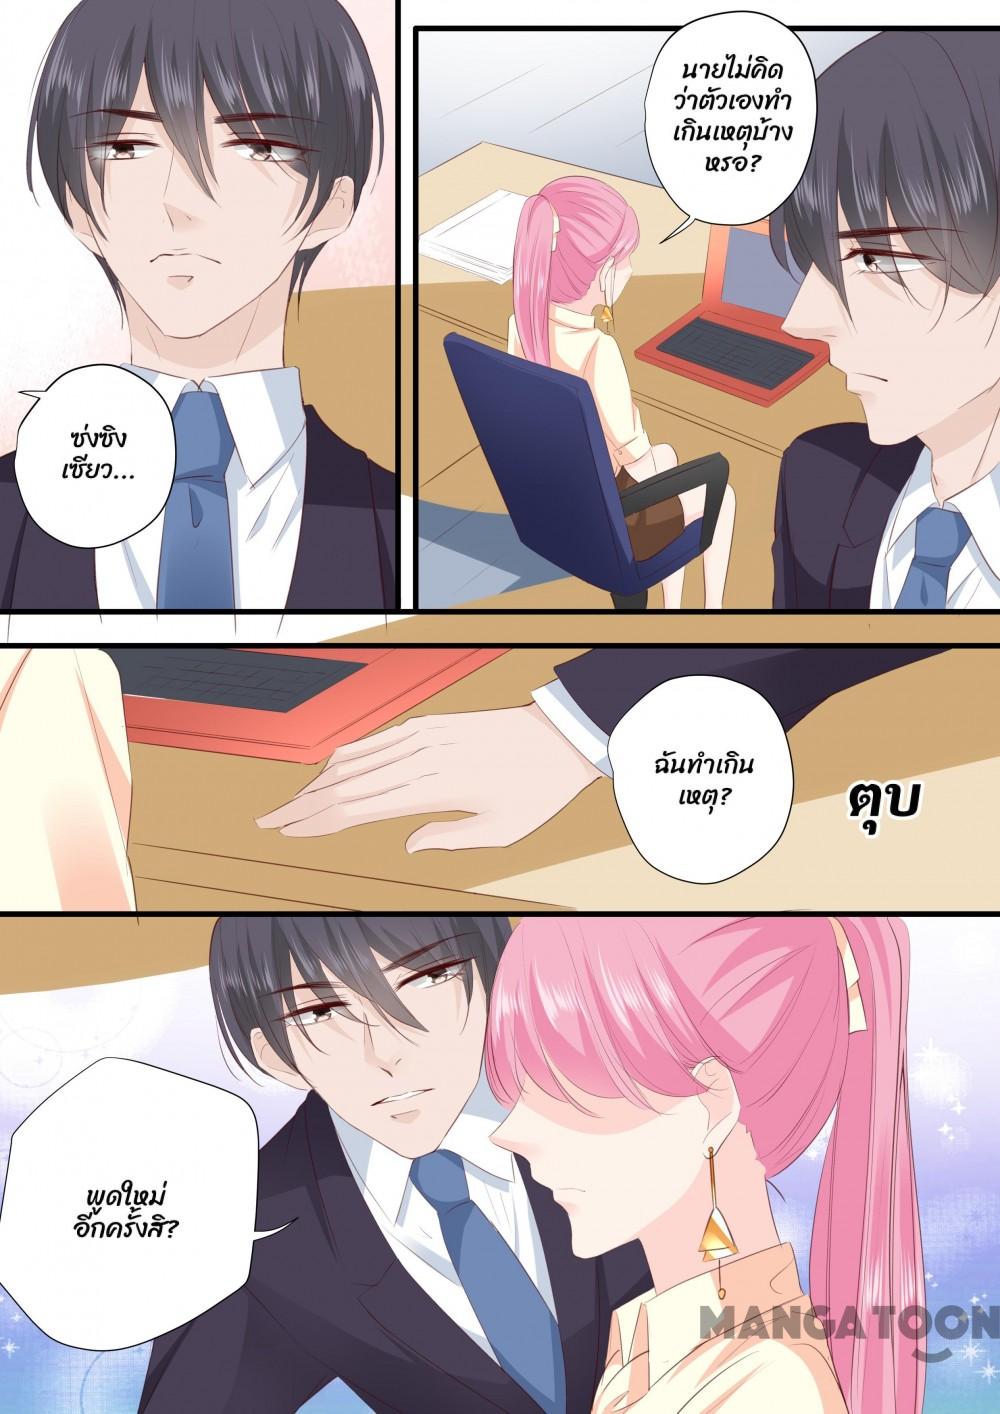 ซ่งซิง
เซียว...
นายไม่คิด
ว่าตัวเองทำ
เกินเหตุบ้าง
หรอ?
ฉันทำเกิน
เหตุ?
ตุบ
พูดใหม่
อีกครั้งสิ?
MANGATOON